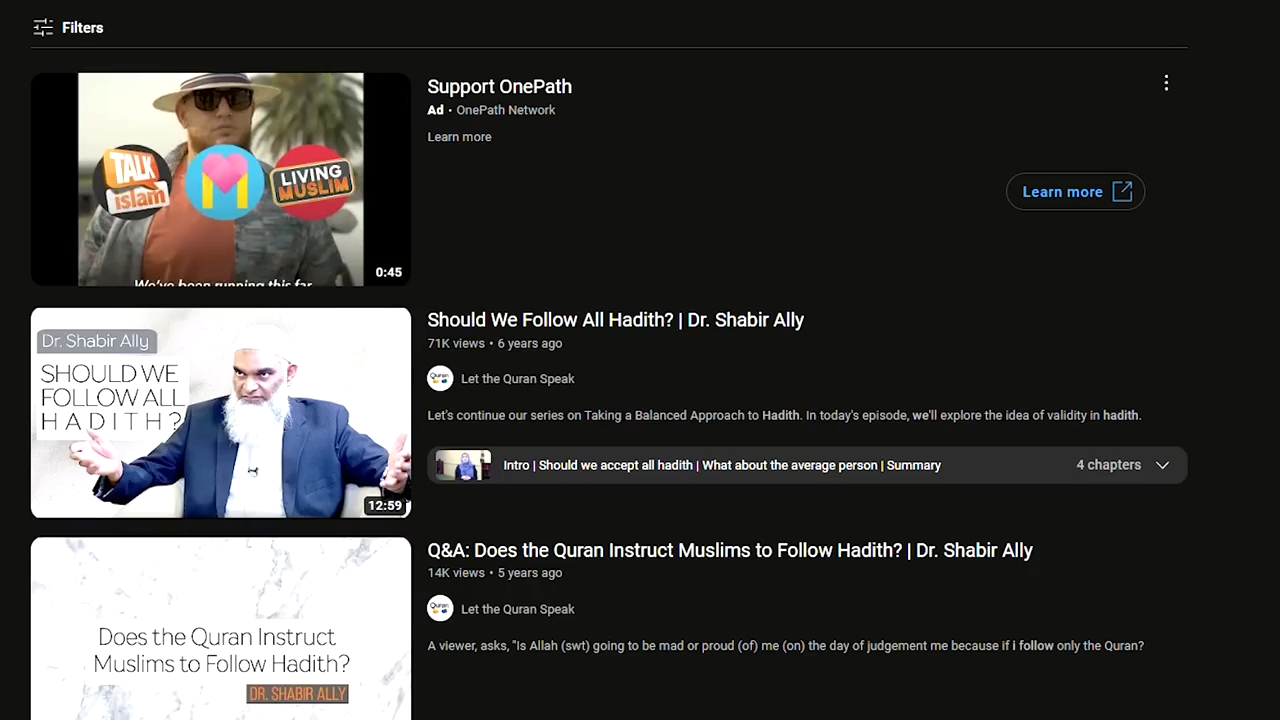 Filters
Support OnePath
Ad • OnePath Network
Learn more
Learn more
TALK islam
M
LIVING MUSLIM
We've been running this far
0:45
Should We Follow All Hadith? | Dr. Shabir Ally
71K views • 6 years ago
Let the Quran Speak
Let's continue our series on Taking a Balanced Approach to Hadith. In today's episode, we'll explore the idea of validity in hadith.
Intro | Should we accept all hadith | What about the average person | Summary
4 chapters
Dr. Shabir Ally
SHOULD WE
FOLLOW ALL
HADITH?
12:59
Q&A: Does the Quran Instruct Muslims to Follow Hadith? | Dr. Shabir Ally
14K views • 5 years ago
Let the Quran Speak
A viewer, asks, "Is Allah (swt) going to be mad or proud (of) me (on) the day of judgement me because if i follow only the Quran?
Does the Quran Instruct
Muslims to Follow Hadith?
DR. SHABIR ALLY